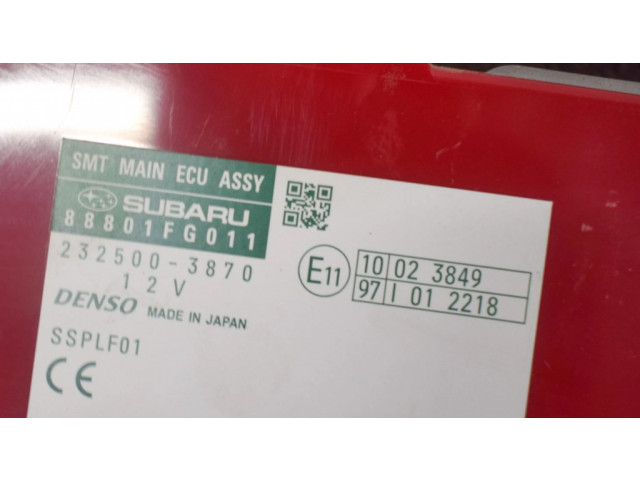 SMT MAIN ECU ASSY
SUBARU
88801FG011
232500-3870
12V
DENSO MADE IN JAPAN
SSPLF01
CE
E11
10 02 3849
97 I 01 2218